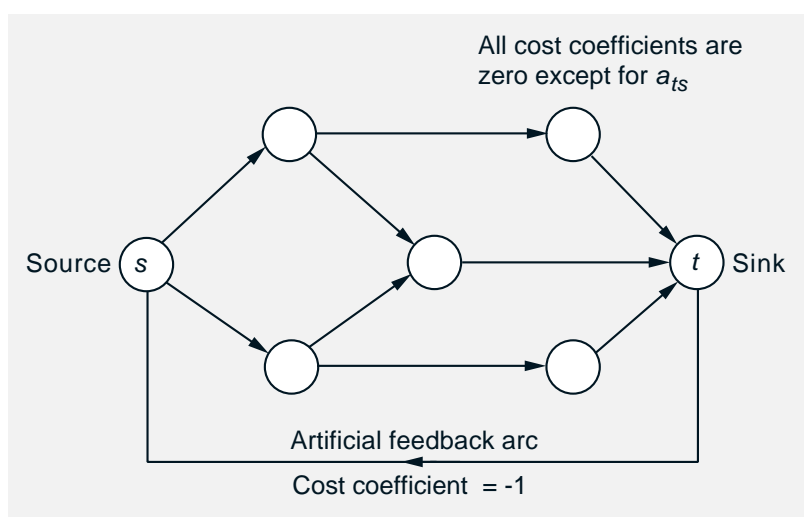 All cost coefficients are
zero except for a_ts
Source
s
t
Sink
Artificial feedback arc
Cost coefficient = -1